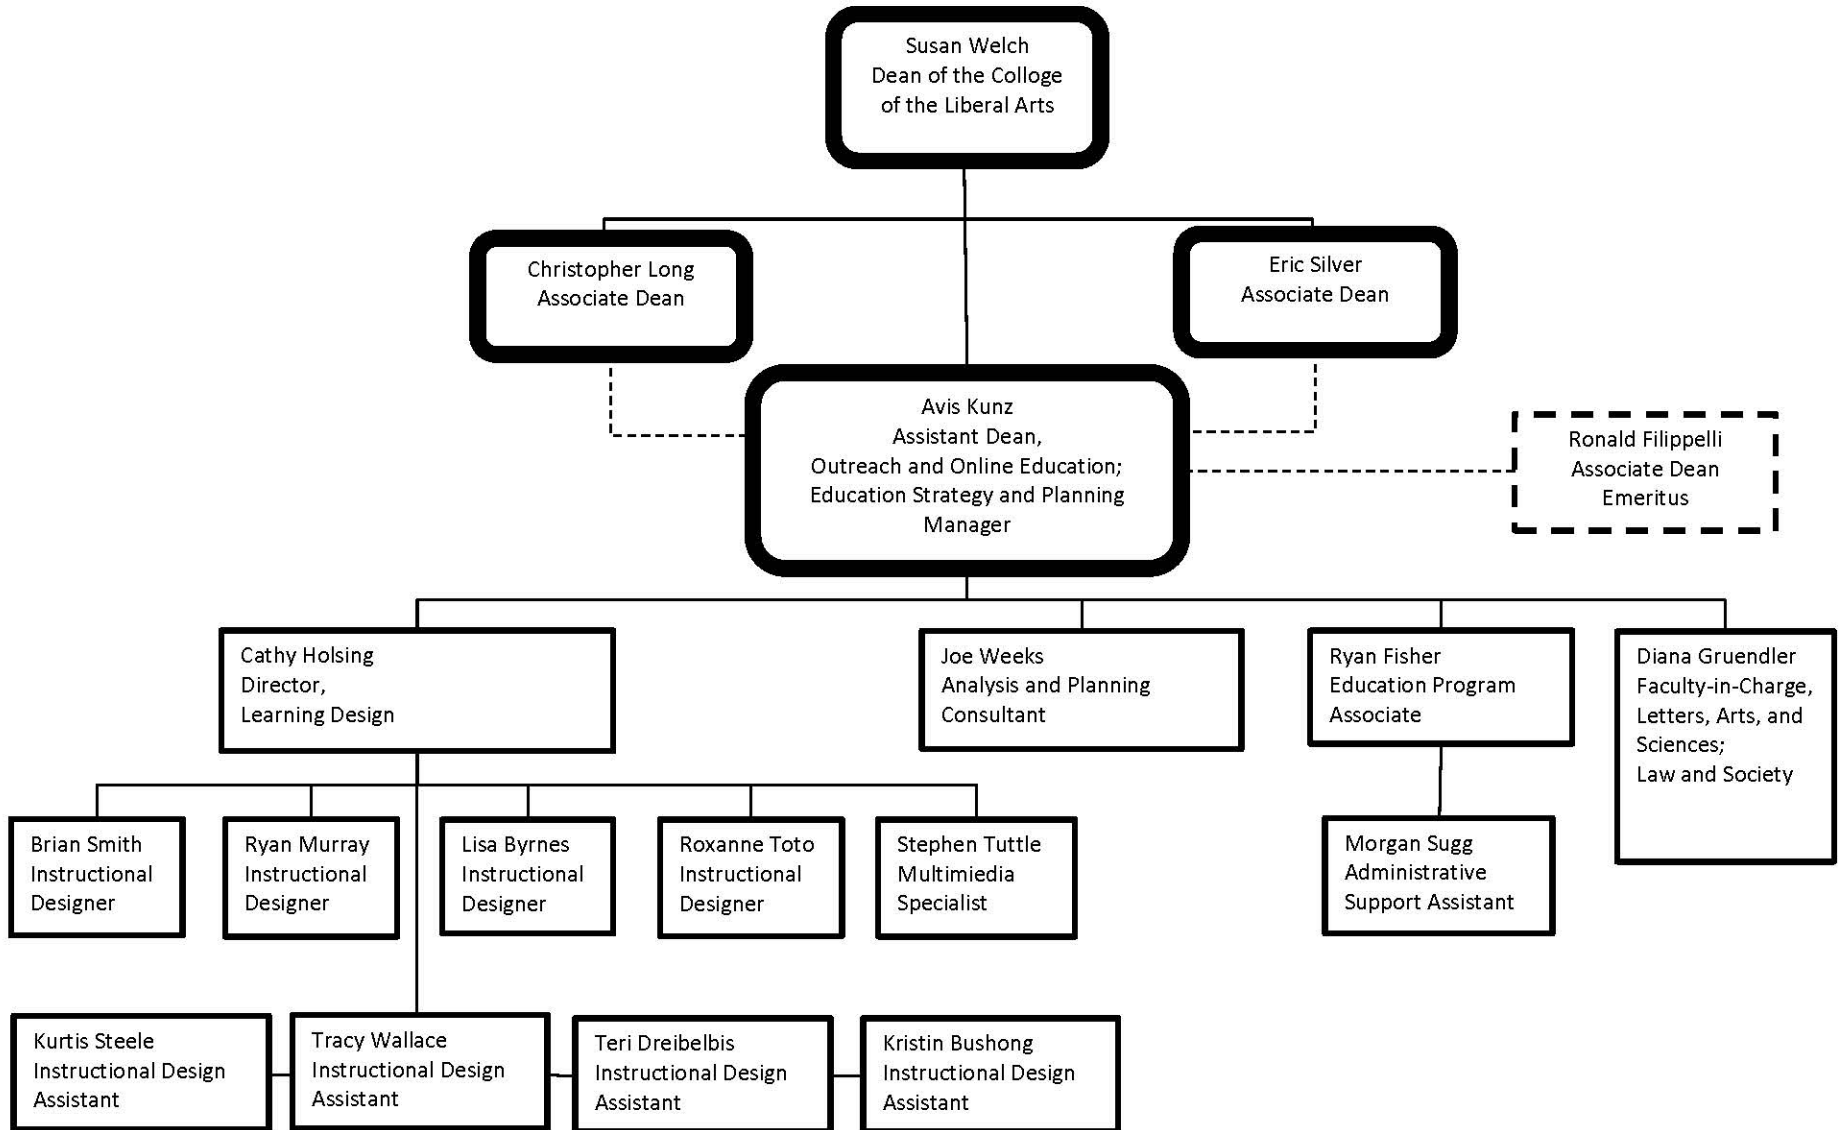 Susan Welch
Dean of the Colloge
of the Liberal Arts
Christopher Long
Associate Dean
Eric Silver
Associate Dean
Avis Kunz
Assistant Dean,
Outreach and Online Education;
Education Strategy and Planning
Manager
Ronald Filippelli
Associate Dean
Emeritus
Cathy Holsing
Director,
Learning Design
Joe Weeks
Analysis and Planning
Consultant
Ryan Fisher
Education Program
Associate
Diana Gruendler
Faculty-in-Charge,
Letters, Arts, and
Sciences;
Law and Society
Brian Smith
Instructional
Designer
Ryan Murray
Instructional
Designer
Lisa Byrnes
Instructional
Designer
Roxanne Toto
Instructional
Designer
Stephen Tuttle
Multimiedia
Specialist
Morgan Sugg
Administrative
Support Assistant
Kurtis Steele
Instructional Design
Assistant
Tracy Wallace
Instructional Design
Assistant
Teri Dreibelbis
Instructional Design
Assistant
Kristin Bushong
Instructional Design
Assistant